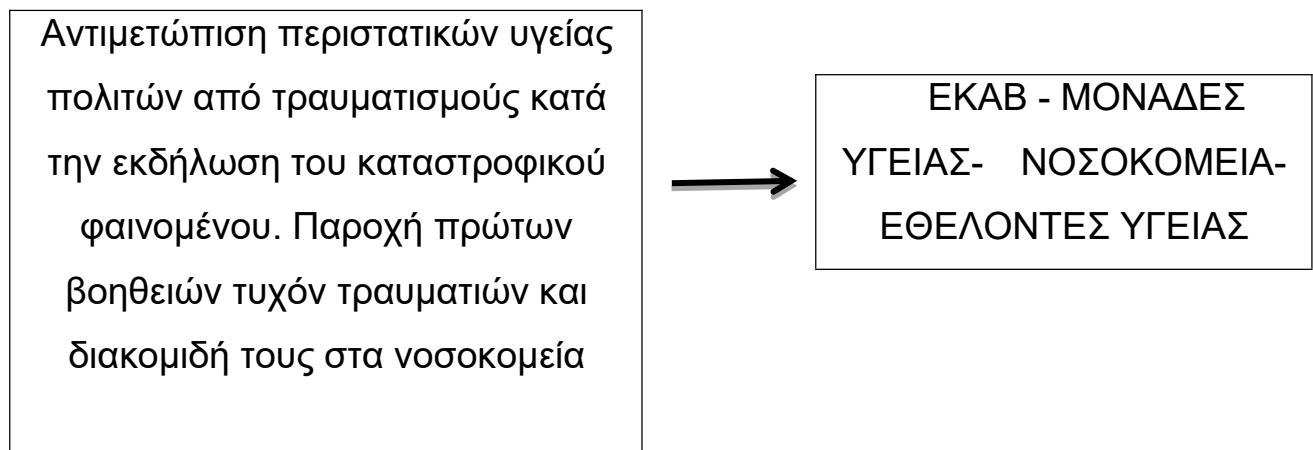 Αντιμετώπιση περιστατικών υγείας
πολιτών από τραυματισμούς κατά
την εκδήλωση του καταστροφικού
φαινομένου. Παροχή πρώτων
βοηθειών τυχόν τραυματιών και
διακομιδή τους στα νοσοκομεία
ΕΚΑΒ - ΜΟΝΑΔΕΣ
ΥΓΕΙΑΣ- ΝΟΣΟΚΟΜΕΙΑ-
ΕΘΕΛΟΝΤΕΣ ΥΓΕΙΑΣ